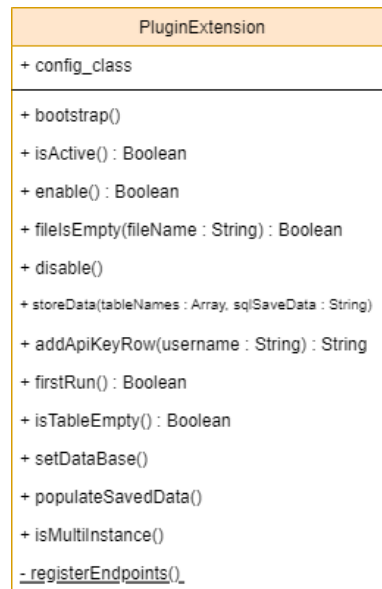 PluginExtension
+ config_class
+ bootstrap()
+ isActive() : Boolean
+ enable() : Boolean
+ fileIsEmpty(fileName : String) : Boolean
+ disable()
+ storeData(tableNames : Array, sqlSaveData : String)
+ addApiKeyRow(username : String) : String
+ firstRun() : Boolean
+ isTableEmpty() : Boolean
+ setDataBase()
+ populateSavedData()
+ isMultiInstance()
- registerEndpoints()